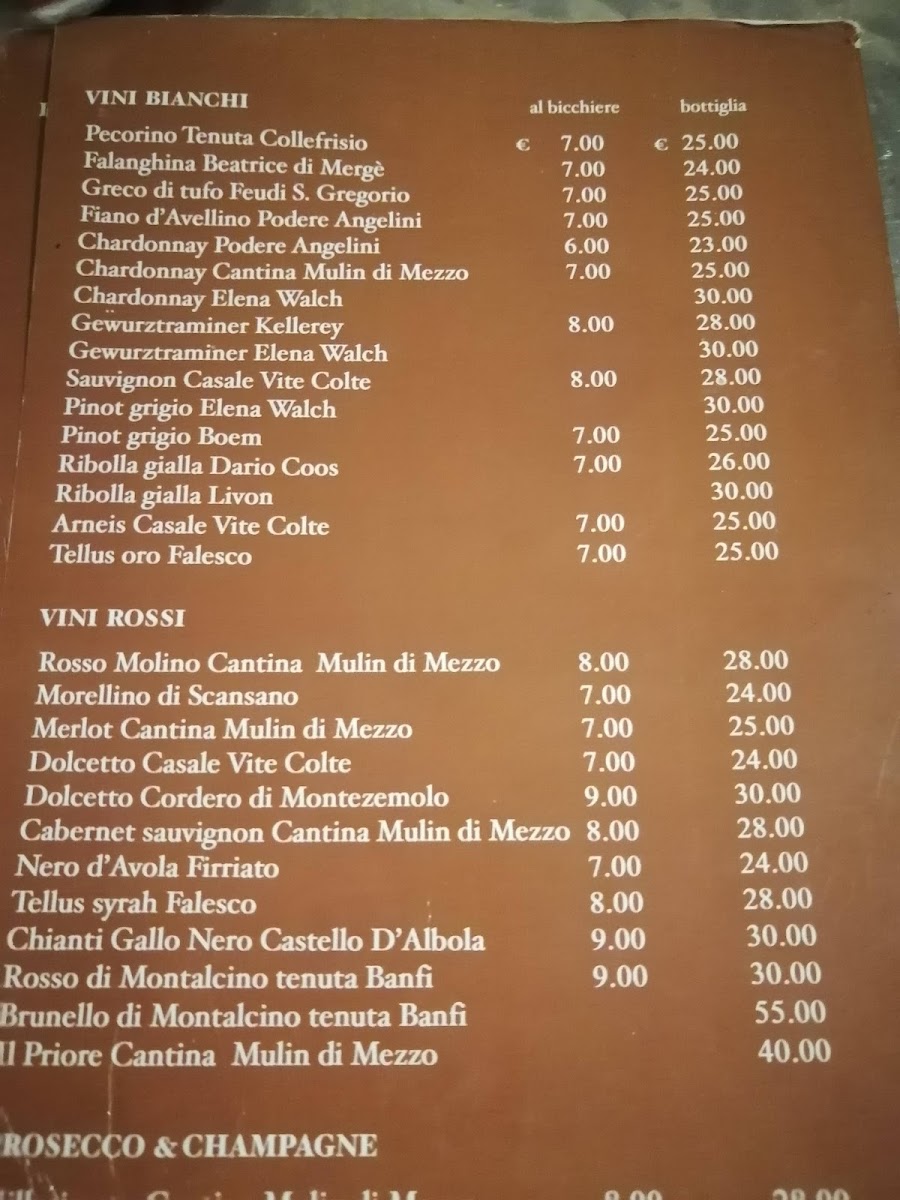 VINI BIANCHI al bicchiere bottiglia
Pecorino Tenuta Collefrisio € 7.00 € 25.00
Falanghina Beatrice di Mergè 7.00 24.00
Greco di tufo Feudi S. Gregorio 7.00 25.00
Fiano d'Avellino Podere Angelini 7.00 25.00
Chardonnay Podere Angelini 6.00 23.00
Chardonnay Cantina Mulin di Mezzo 7.00 25.00
Chardonnay Elena Walch 30.00
Gewurztraminer Kellerey 8.00 28.00
Gewurztraminer Elena Walch 30.00
Sauvignon Casale Vite Colte 8.00 28.00
Pinot grigio Elena Walch 30.00
Pinot grigio Boem 7.00 25.00
Ribolla gialla Dario Coos 7.00 26.00
Ribolla gialla Livon 30.00
Arneis Casale Vite Colte 7.00 25.00
Tellus oro Falesco 7.00 25.00
VINI ROSSI
Rosso Molino Cantina Mulin di Mezzo 8.00 28.00
Morellino di Scansano 7.00 24.00
Merlot Cantina Mulin di Mezzo 7.00 25.00
Dolcetto Casale Vite Colte 7.00 24.00
Dolcetto Cordero di Montezemolo 9.00 30.00
Cabernet sauvignon Cantina Mulin di Mezzo 8.00 28.00
Nero d'Avola Firriato 7.00 24.00
Tellus syrah Falesco 8.00 28.00
Chianti Gallo Nero Castello D'Albola 9.00 30.00
Rosso di Montalcino tenuta Banfi 9.00 30.00
Brunello di Montalcino tenuta Banfi 55.00
Il Priore Cantina Mulin di Mezzo 40.00
PROSECCO & CHAMPAGNE